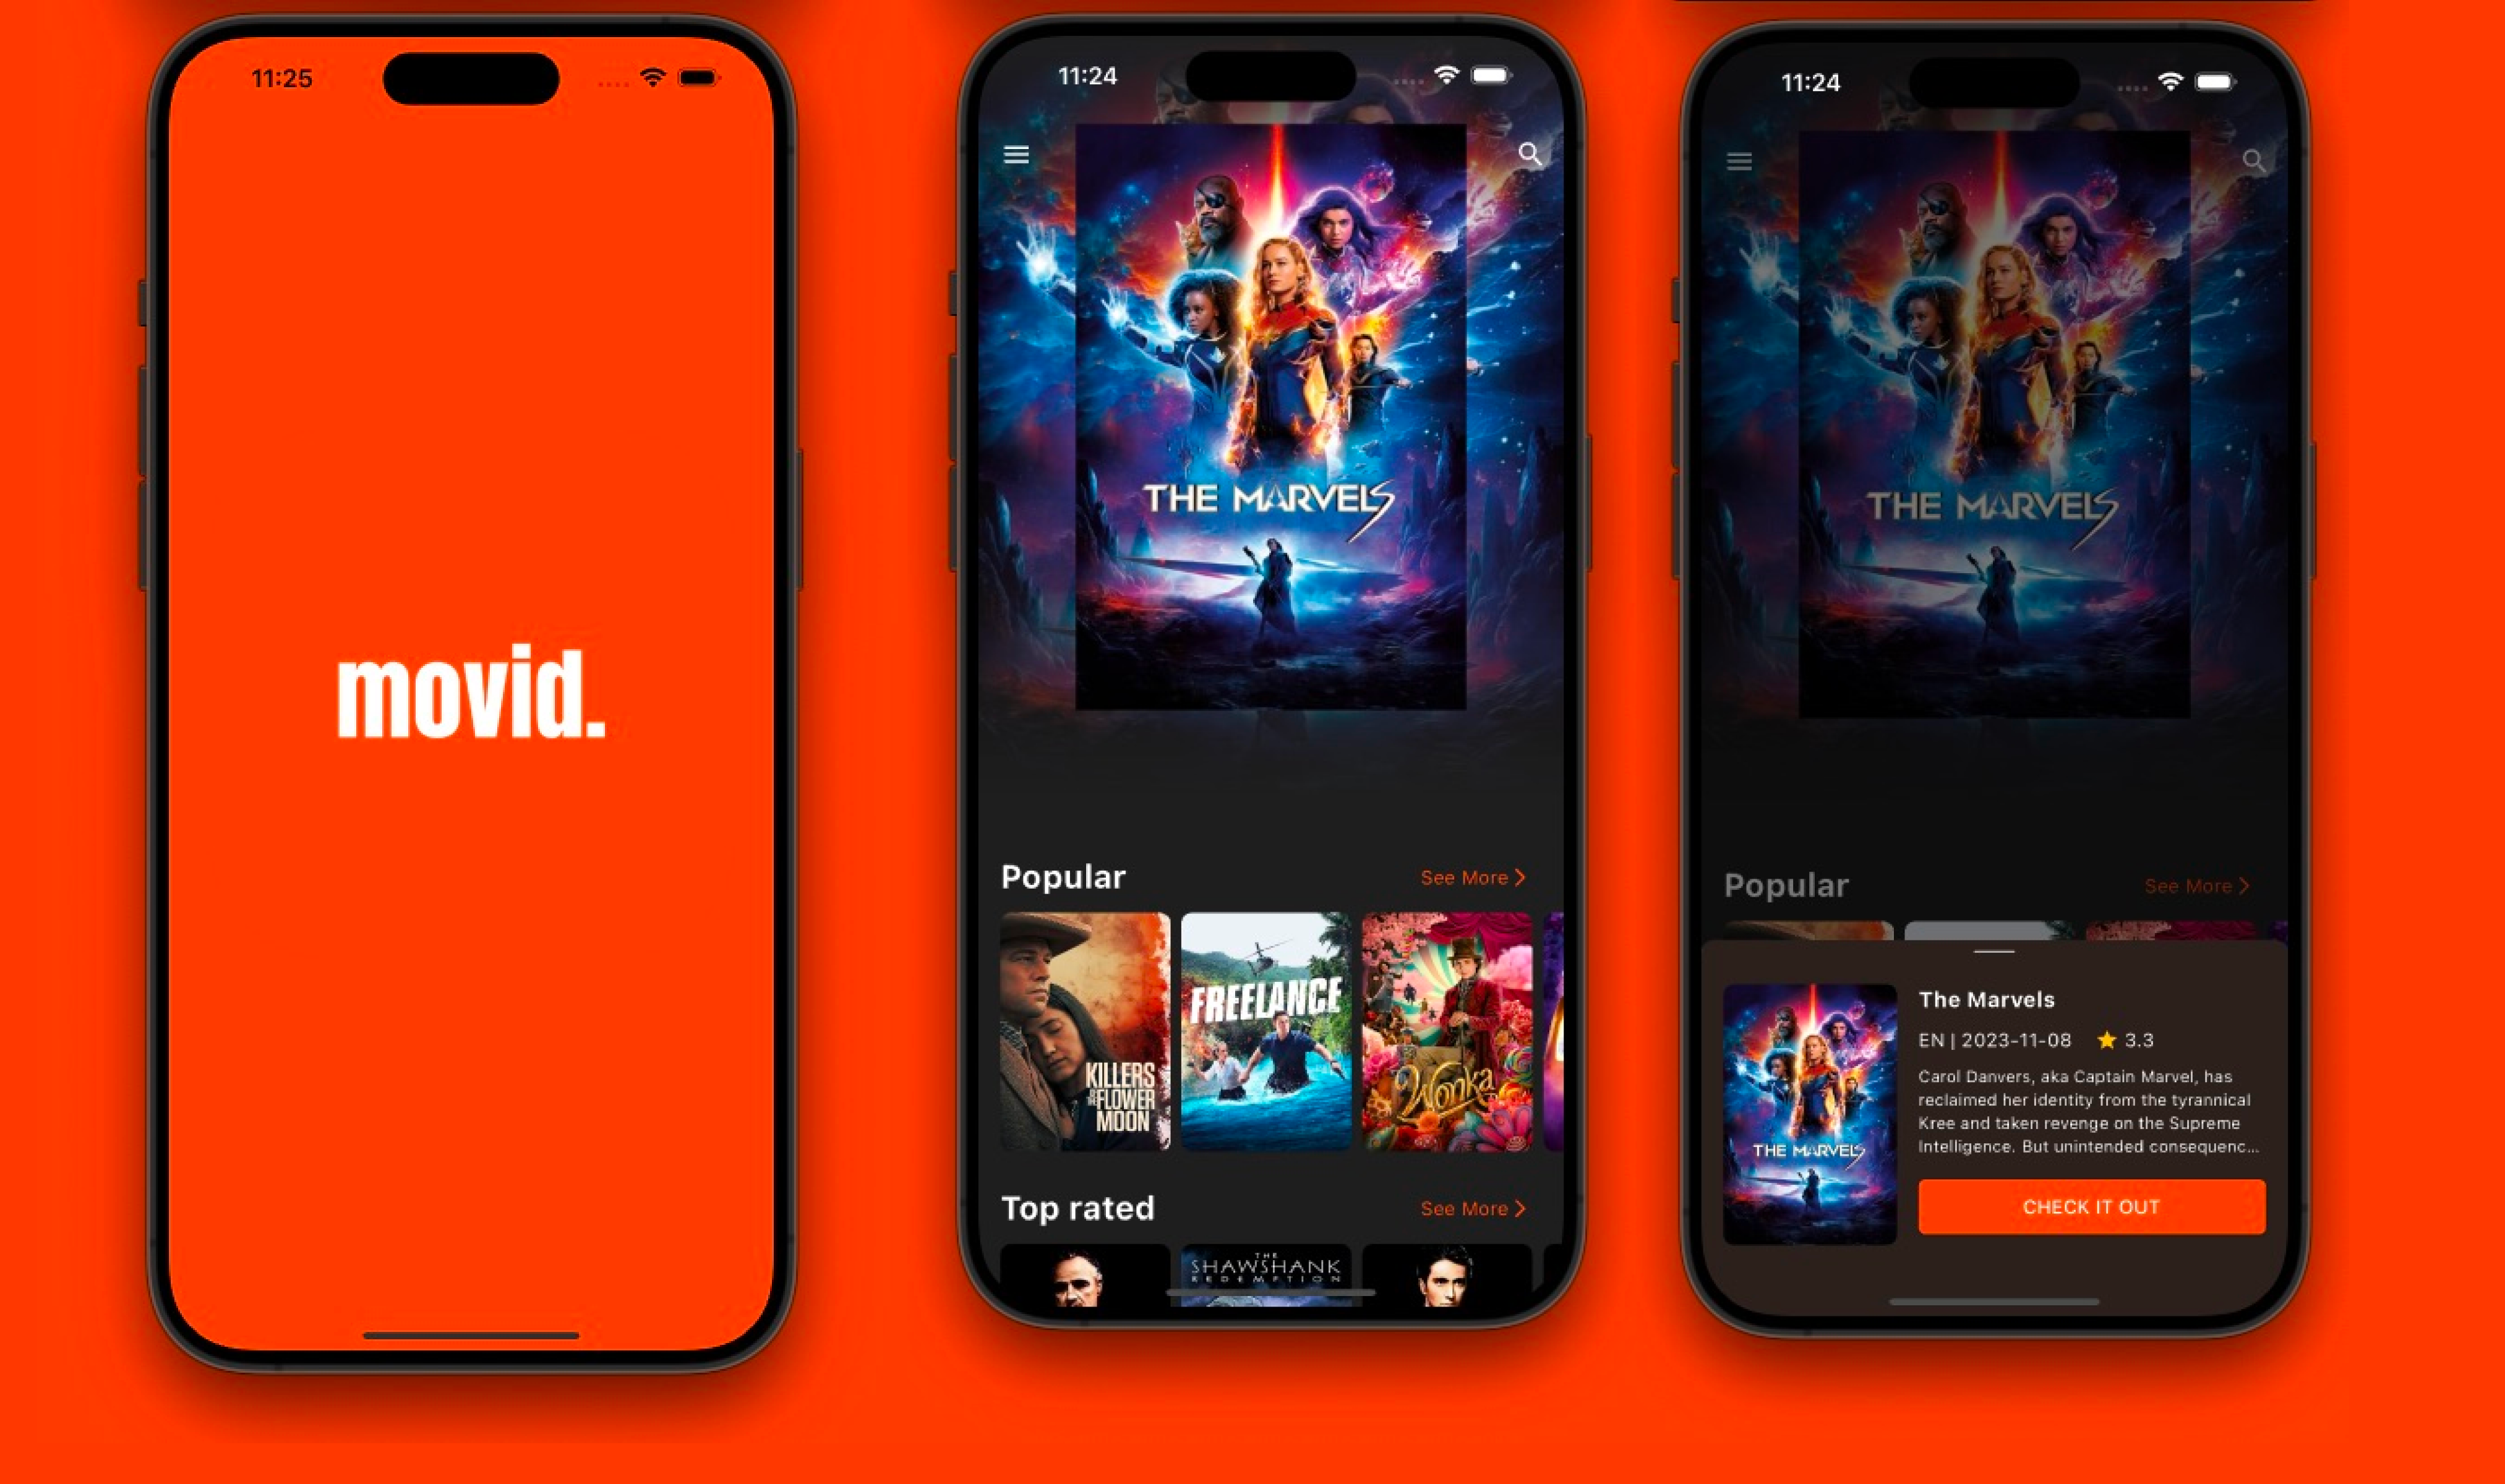 11:25
movid.
11:24
THE MARVELS
Popular
See More
KILLERS
OF THE
FLOWER
MOON
FREELANCE
Wonka
Top rated
See More
THE
SHAWSHANK
REDEMPTION
11:24
THE MARVELS
Popular
See More
THE MARVELS
The Marvels
EN | 2023-11-08 3.3
Carol Danvers, aka Captain Marvel, has
reclaimed her identity from the tyrannical
Kree and taken revenge on the Supreme
Intelligence. But unintended consequenc...
CHECK IT OUT